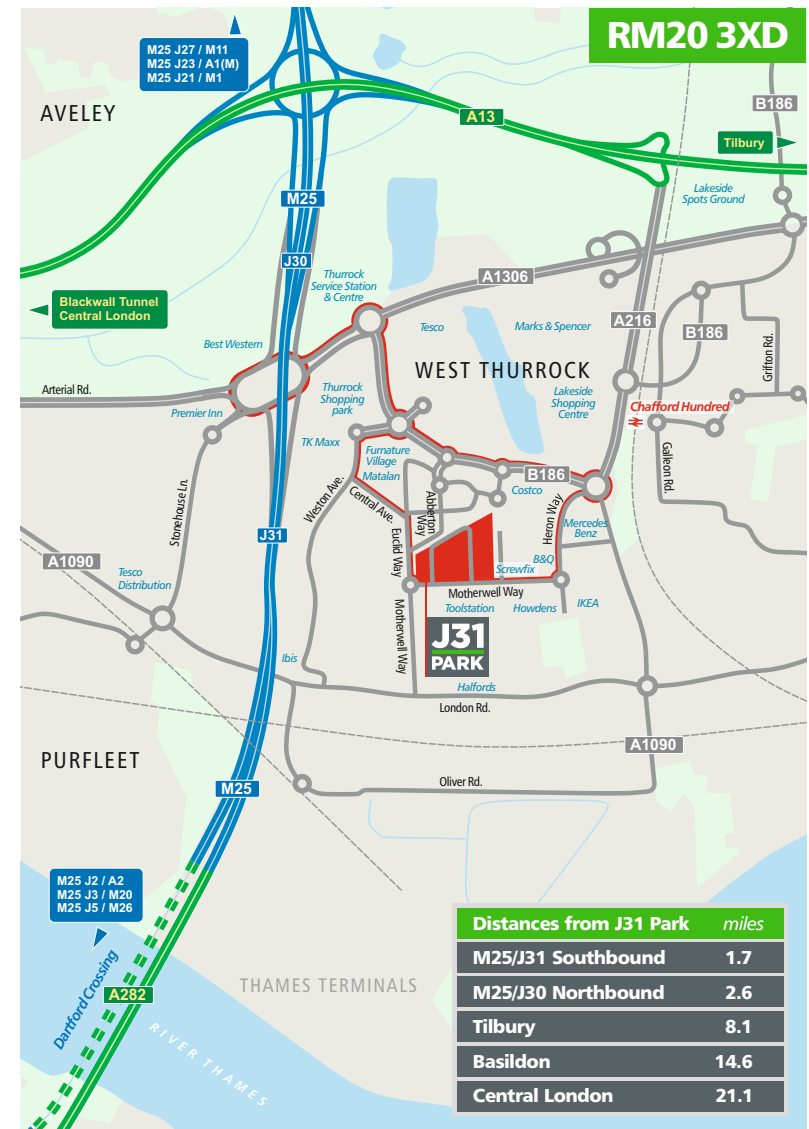 RM20 3XD
M25 J27 / M11
M25 J23 / A1(M)
M25 J21 / M1
AVELEY
B186
A13
Tilbury
Lakeside
Spots Ground
M25
J30
Thurrock
Service Station
& Centre
A1306
Blackwall Tunnel
Central London
Tesco
Marks & Spencer
A216
B186
Best Western
Grifton Rd.
WEST THURROCK
Arterial Rd.
Thurrock
Shopping
park
Lakeside
Shopping
Centre
Premier Inn
Chafford Hundred
TK Maxx
Furnature
Village
Matalan
Galleon Rd.
B186
Costco
Weston Ave.
Central Ave.
Abberton
Way
Heron Way
Stonehouse Ln.
Euclid Way
Mercedes
Benz
J31
A1090
B&Q
Screwfix
Tesco
Distribution
Motherwell Way
Toolstation
Howdens
IKEA
Motherwell Way
J31
PARK
Ibis
Halfords
London Rd.
A1090
PURFLEET
M25
Oliver Rd.
M25 J2 / A2
M25 J3 / M20
M25 J5 / M26
Dartford Crossing
A282
THAMES TERMINALS
RIVER THAMES
Distances from J31 Park miles
M25/J31 Southbound 1.7
M25/J30 Northbound 2.6
Tilbury 8.1
Basildon 14.6
Central London 21.1